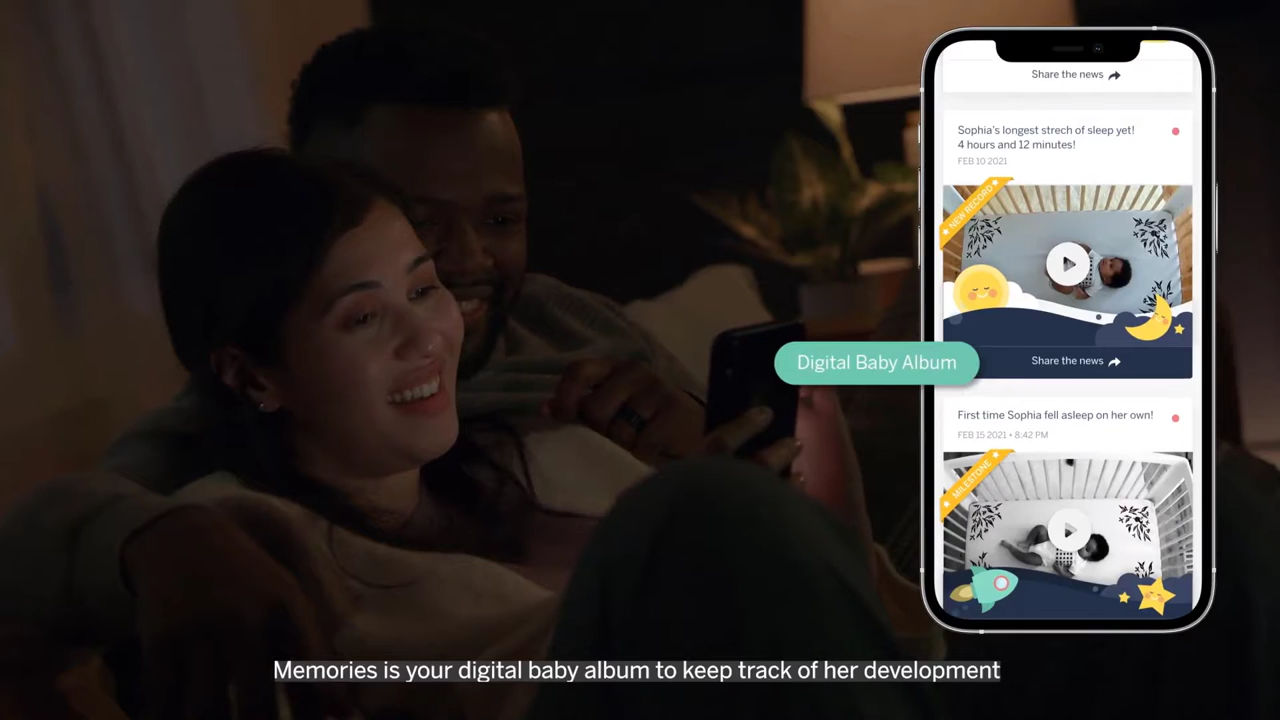 Share the news
Sophia's longest strech of sleep yet!
4 hours and 12 minutes!
FEB 10 2021
NEW RECORD
Share the news
Digital Baby Album
First time Sophia fell asleep on her own!
FEB 15 2021 • 8:42 PM
MILESTONE
Memories is your digital baby album to keep track of her development